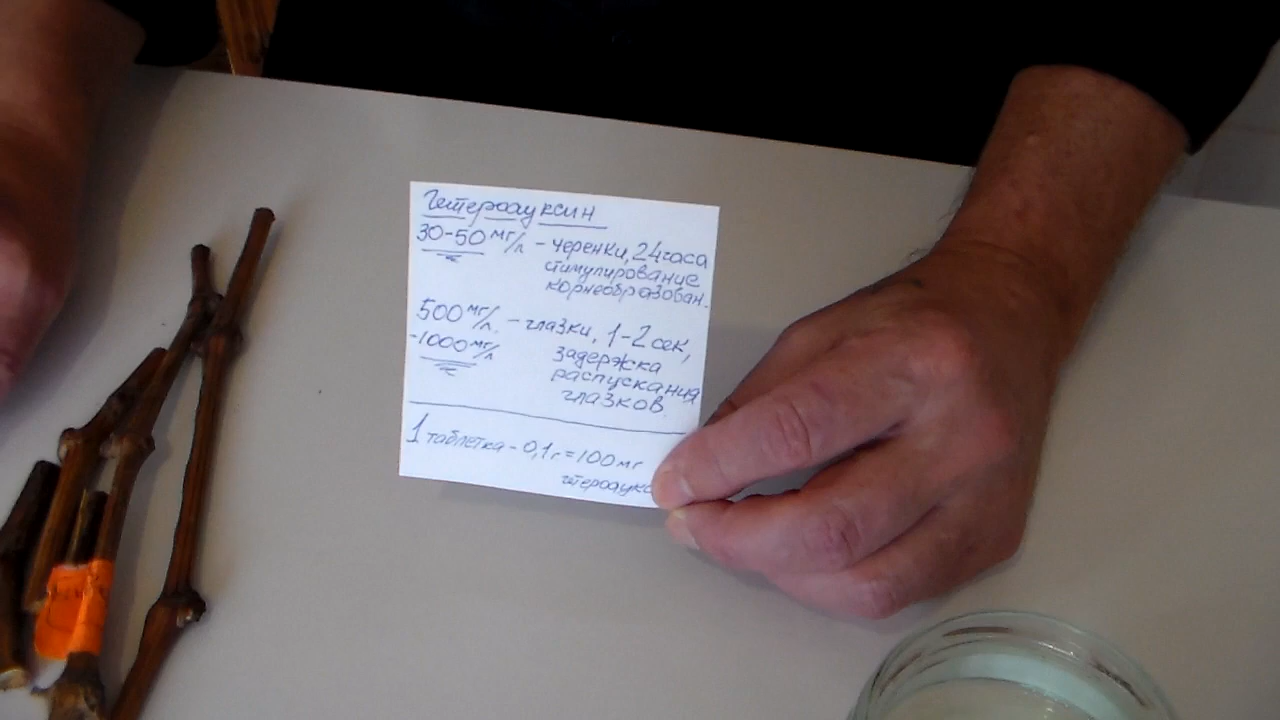 Гетероауксин
30-50 мг/л - черенки, 24 часа
стимулирование
корнеобразован.
500 мг/л. - глазки, 1-2 сек,
-1000 мг/л задержка
распускания
глазков
1 таблетка - 0,1 г = 100 мг
гетероаукс